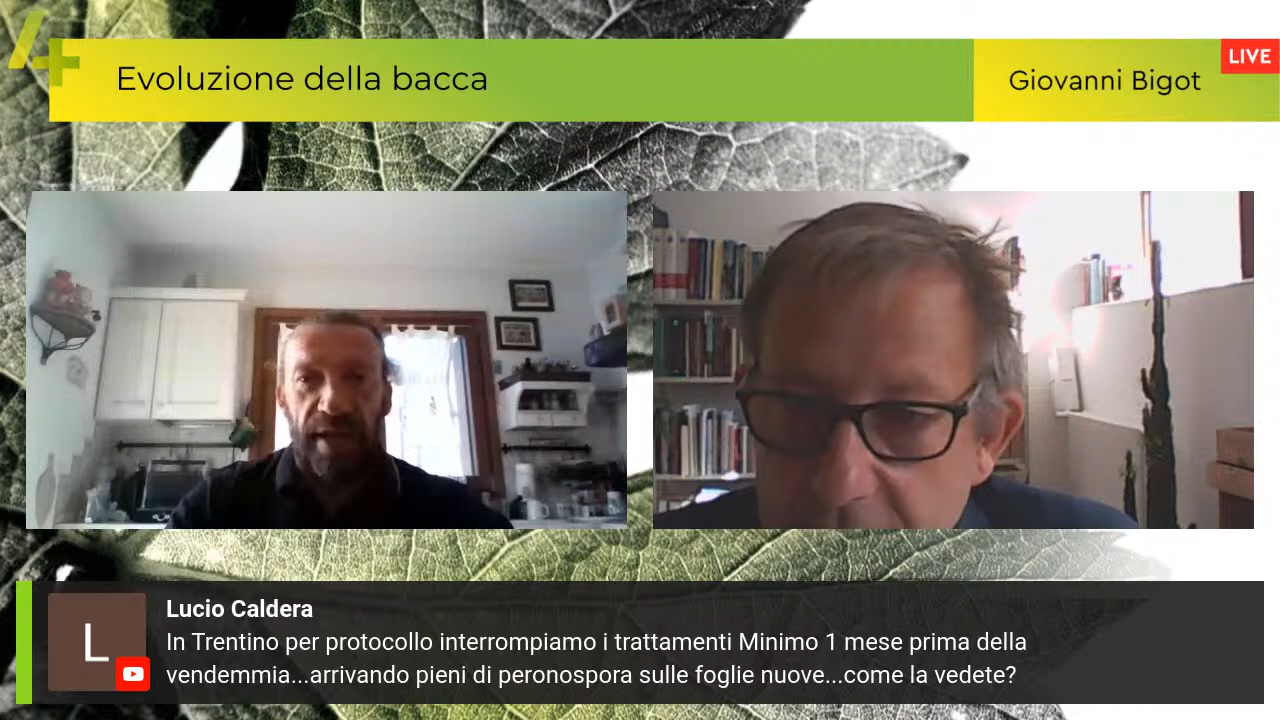 Evoluzione della bacca
Giovanni Bigot
LIVE
L
Lucio Caldera
In Trentino per protocollo interrompiamo i trattamenti Minimo 1 mese prima della
vendemmia...arrivando pieni di peronospora sulle foglie nuove...come la vedete?